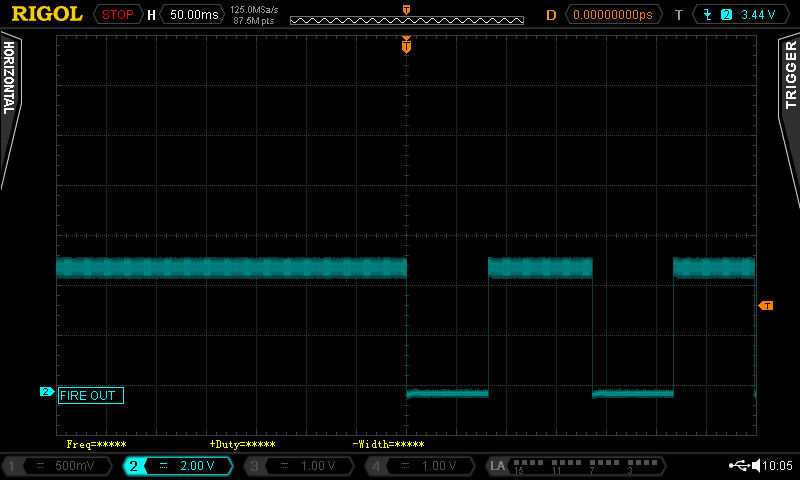 RIGOL STOP H 50.00ms 125.0MSa/s 87.5M pts D 0.00000000ps T 2 3.44 V
HORIZONTAL
TRIGGER
T
T
T
2 FIRE OUT
Freq=***** +Duty=***** -Width=*****
1 500mV 2 2.00 V 3 1.00 V 4 1.00 V LA 15 11 7 3 10:05